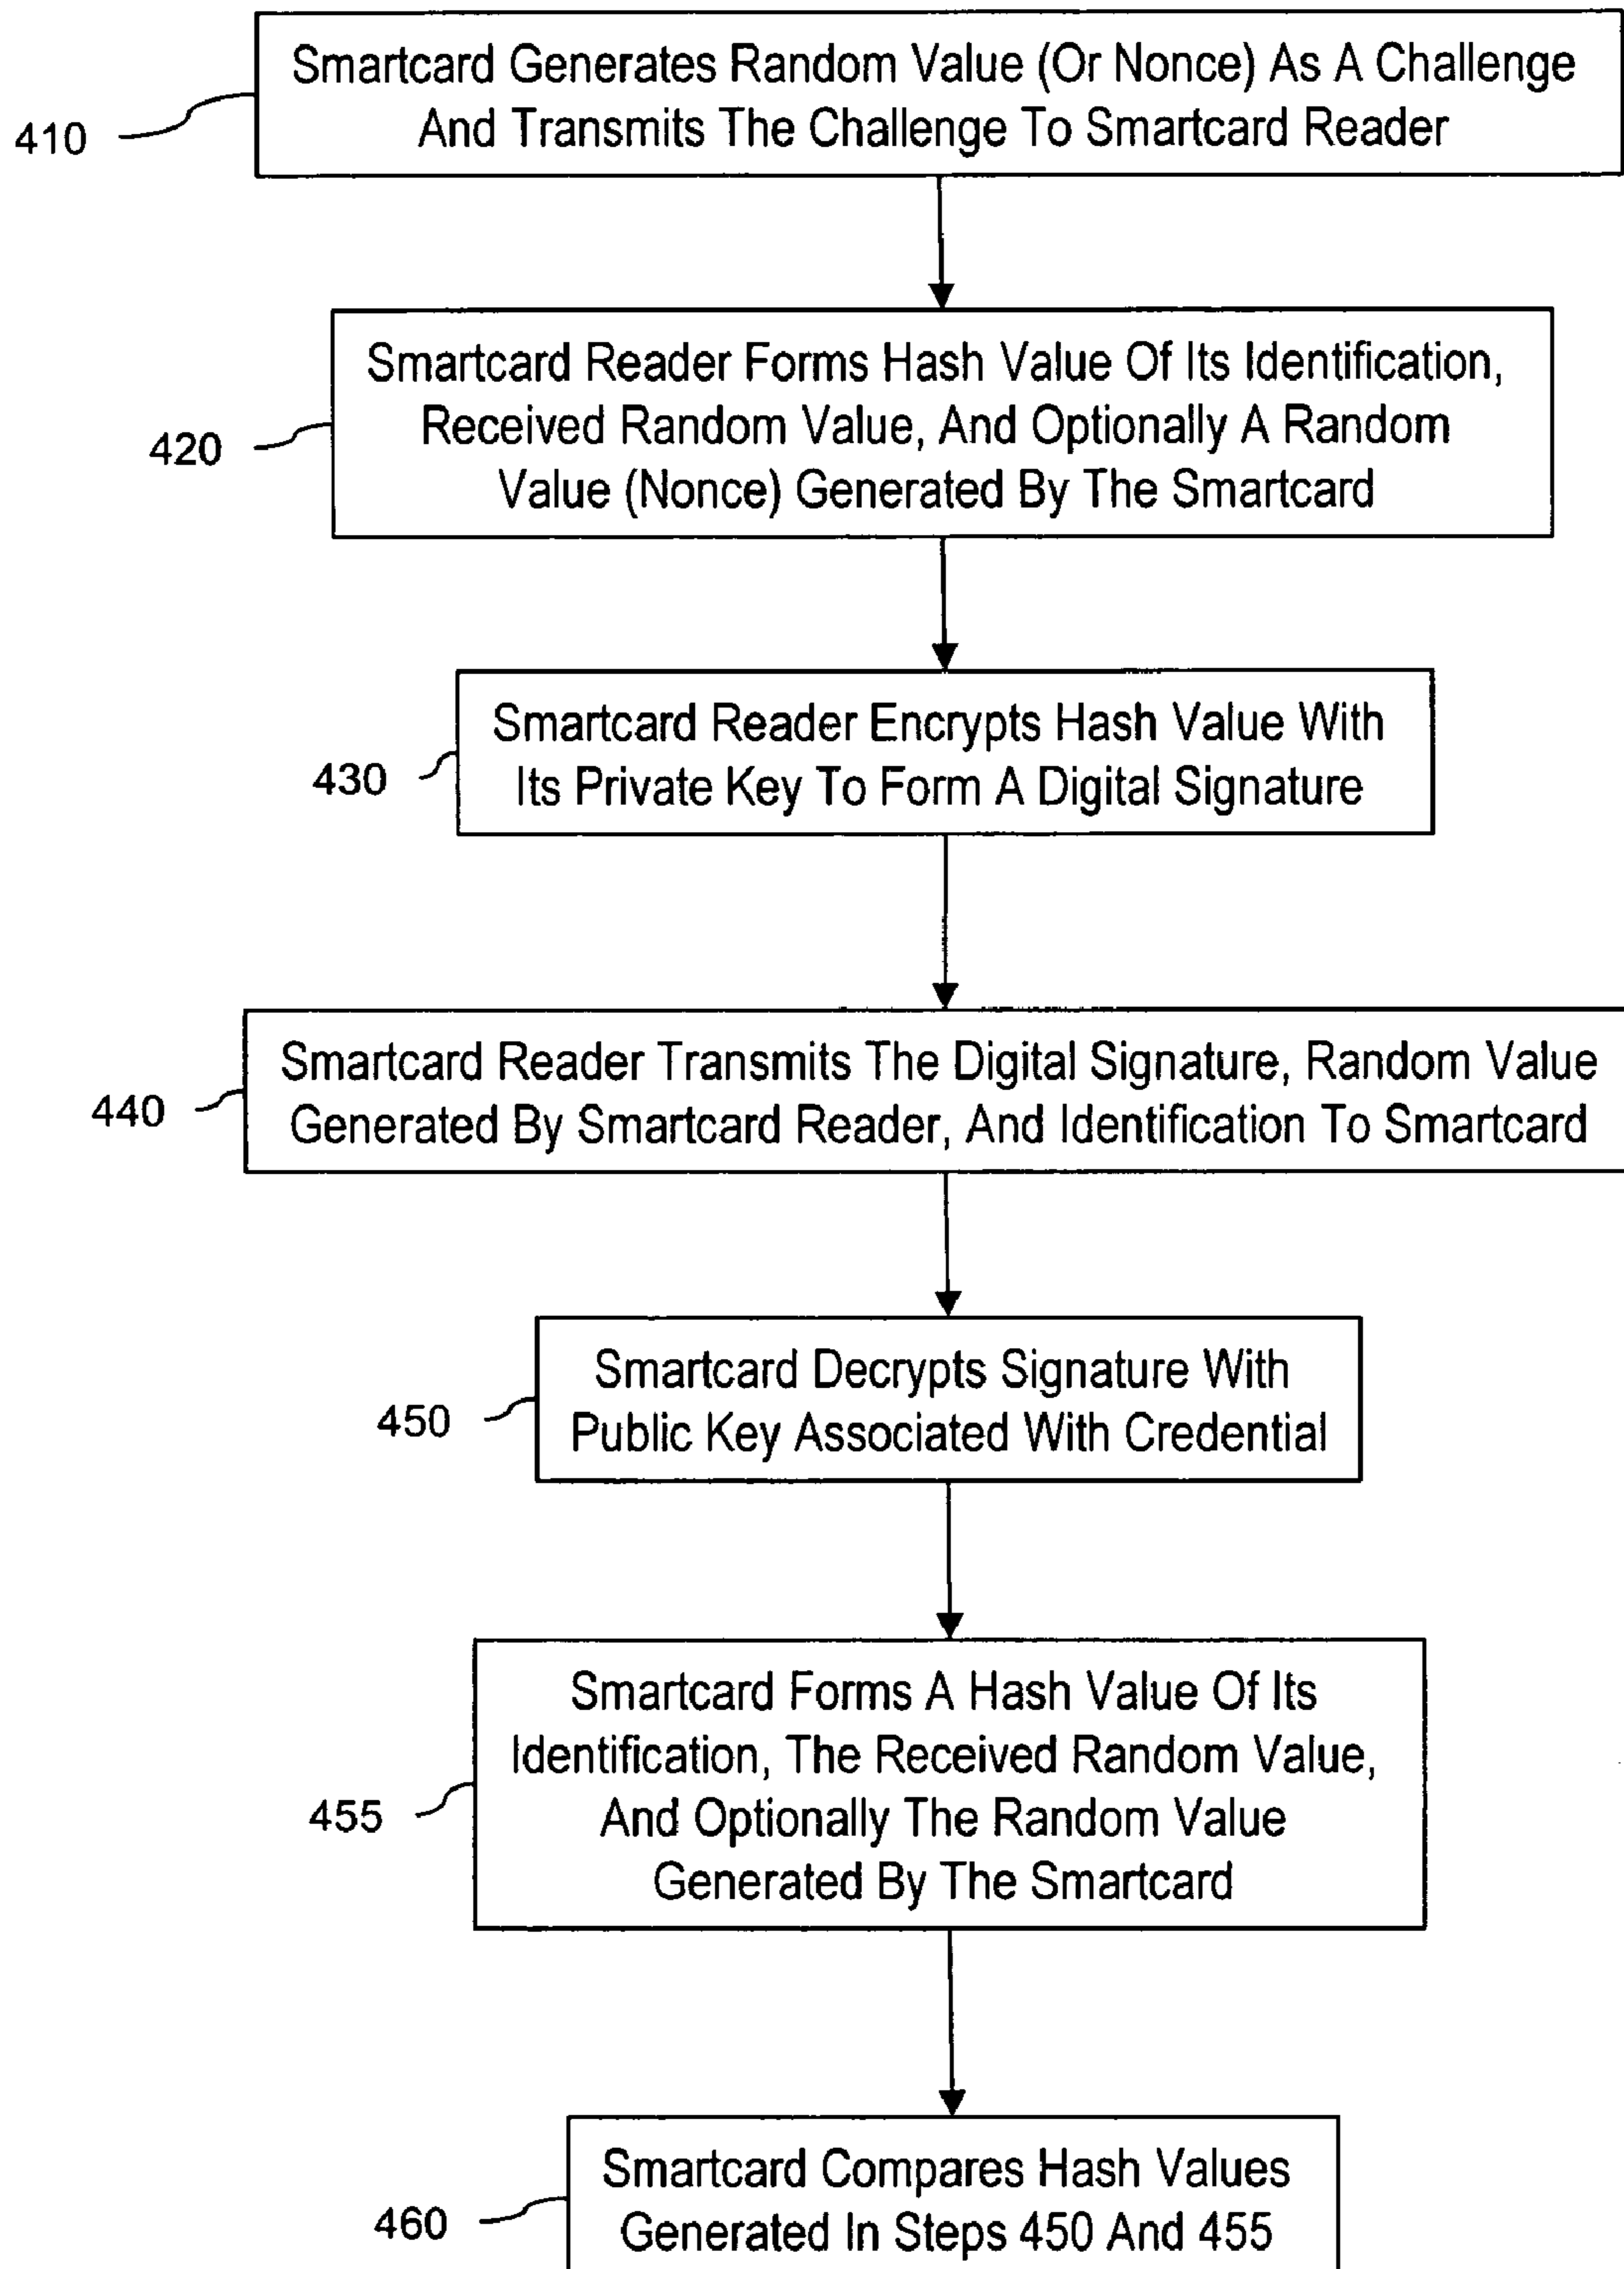 Smartcard Generates Random Value (Or Nonce) As A Challenge
And Transmits The Challenge To Smartcard Reader
410
Smartcard Reader Forms Hash Value Of Its Identification,
Received Random Value, And Optionally A Random
Value (Nonce) Generated By The Smartcard
420
Smartcard Reader Encrypts Hash Value With
Its Private Key To Form A Digital Signature
430
Smartcard Reader Transmits The Digital Signature, Random Value
Generated By Smartcard Reader, And Identification To Smartcard
440
Smartcard Decrypts Signature With
Public Key Associated With Credential
450
Smartcard Forms A Hash Value Of Its
Identification, The Received Random Value,
And Optionally The Random Value
Generated By The Smartcard
455
Smartcard Compares Hash Values
Generated In Steps 450 And 455
460